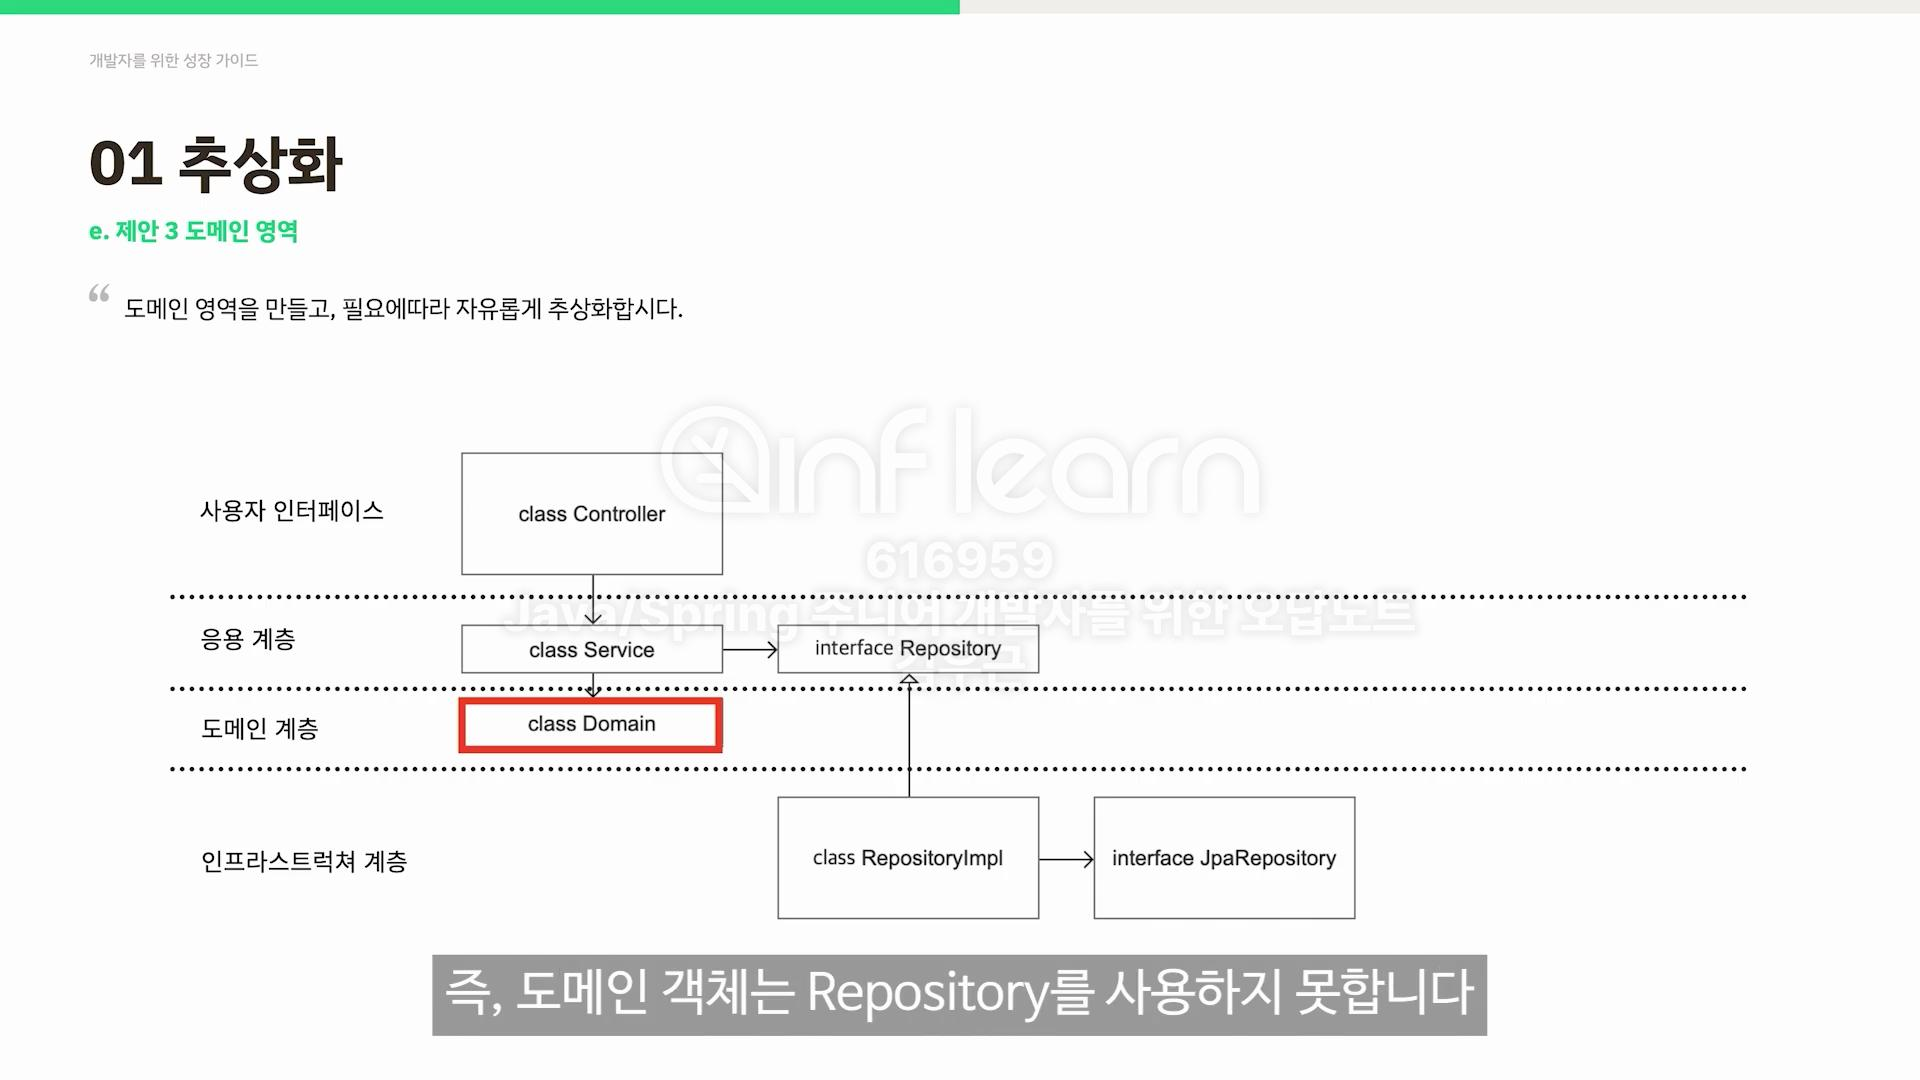 개발자를 위한 성장 가이드
01 추상화
e. 제안 3 도메인 영역
“ 도메인 영역을 만들고, 필요에따라 자유롭게 추상화합시다.
inflearn
사용자 인터페이스
class Controller
616959
Java/Spring 주니어 개발자를 위한 오답노트
응용 계층
class Service
interface Repository
도메인 계층
class Domain
인프라스트럭쳐 계층
class RepositoryImpl
interface JpaRepository
즉, 도메인 객체는 Repository를 사용하지 못합니다